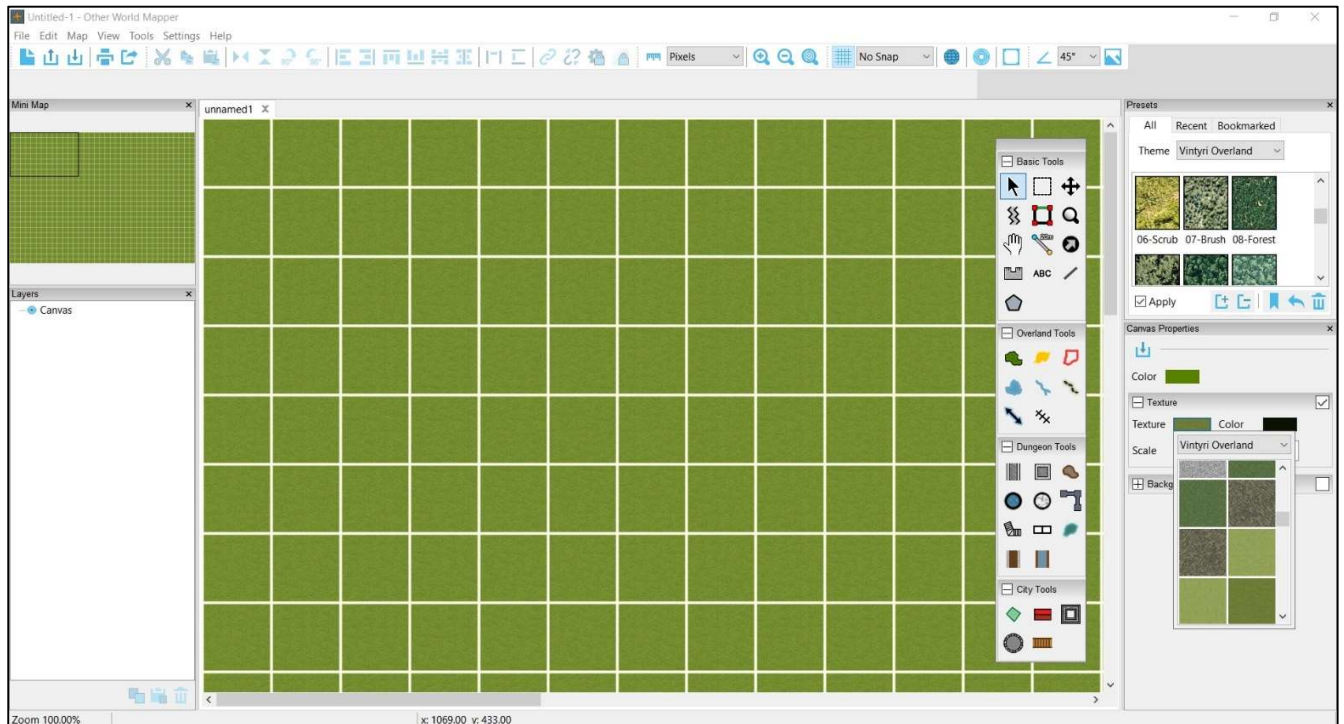 Untitled-1 - Other World Mapper
File Edit Map View Tools Settings Help
Pixels No Snap 45°
Mini Map
unnamed1
Presets
All Recent Bookmarked
Basic Tools
Theme Vintyri Overland
06-Scrub 07-Brush 08-Forest
ABC
Layers
Canvas
Apply
Overland Tools
Canvas Properties
Color
Texture
Texture Color
Dungeon Tools
Scale
Vintyri Overland
Backg
City Tools
Zoom 100.00% x: 1069.00 y: 433.00